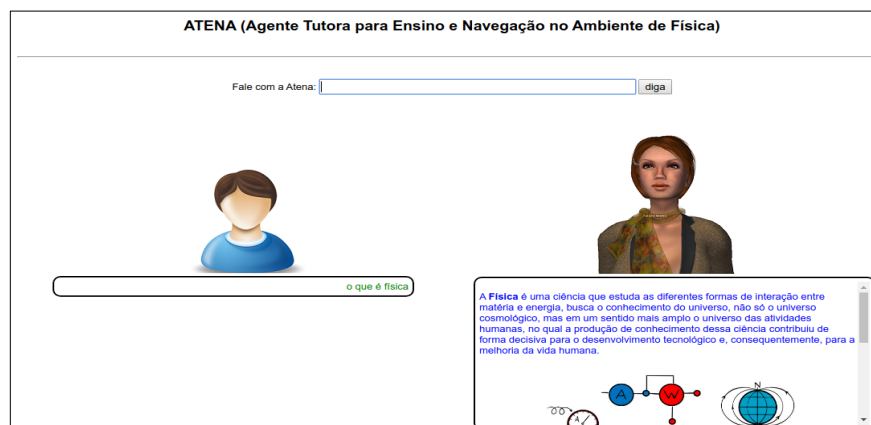 ATENA (Agente Tutora para Ensino e Navegação no Ambiente de Física)
Fale com a Atena:
diga
o que é física
A Física é uma ciência que estuda as diferentes formas de interação entre
matéria e energia, busca o conhecimento do universo, não só o universo
cosmológico, mas em um sentido mais amplo o universo das atividades
humanas, no qual a produção de conhecimento dessa ciência contribuiu de
forma decisiva para o desenvolvimento tecnológico e, consequentemente, para a
melhoria da vida humana.
N
A
W
A